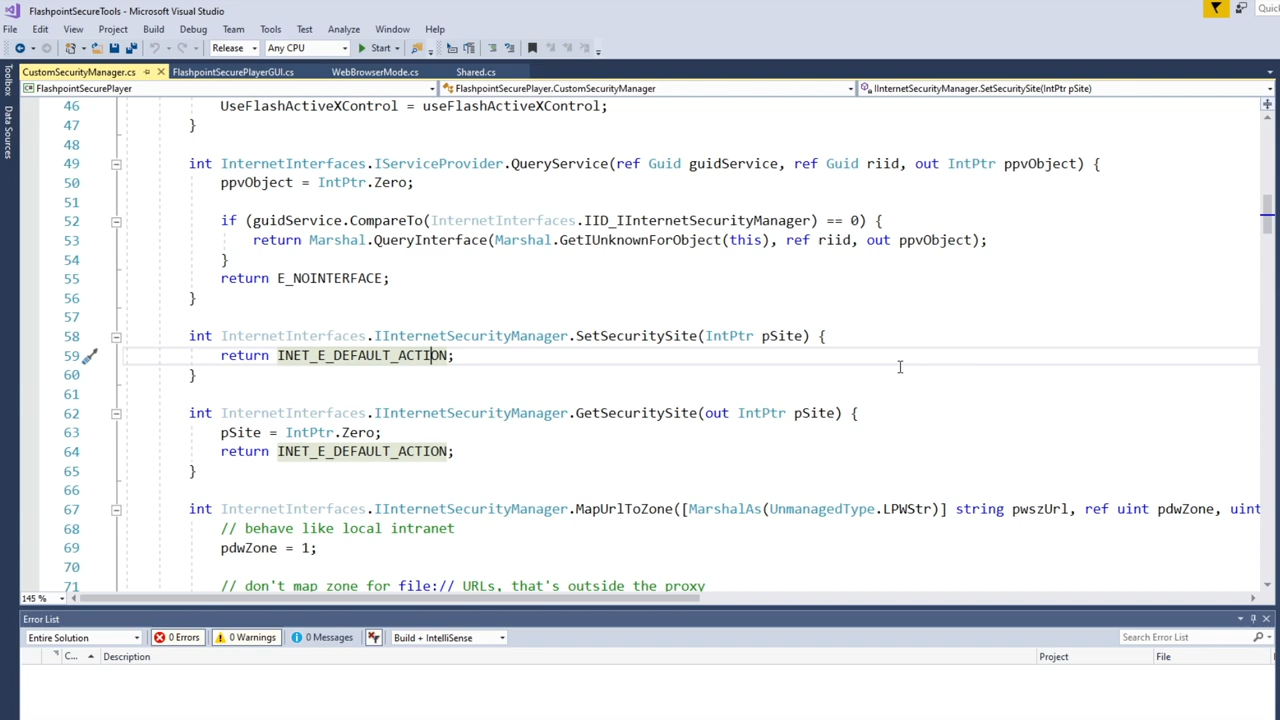 FlashpointSecureTools - Microsoft Visual Studio
Quic
File Edit View Project Build Debug Team Tools Test Analyze Window Help
Release Any CPU Start
CustomSecurityManager.cs FlashpointSecurePlayerGUI.cs WebBrowserMode.cs Shared.cs
FlashpointSecurePlayer FlashpointSecurePlayer.CustomSecurityManager IInternetSecurityManager.SetSecuritySite(IntPtr pSite)
Toolbox
Data Sources
46 UseFlashActiveXControl = useFlashActiveXControl;
47 }
48
49 int InternetInterfaces.IServiceProvider.QueryService(ref Guid guidService, ref Guid riid, out IntPtr ppvObject) {
50 ppvObject = IntPtr.Zero;
51
52 if (guidService.CompareTo(InternetInterfaces.IID_IInternetSecurityManager) == 0) {
53 return Marshal.QueryInterface(Marshal.GetIUnknownForObject(this), ref riid, out ppvObject);
54 }
55 return E_NOINTERFACE;
56 }
57
58 int InternetInterfaces.IInternetSecurityManager.SetSecuritySite(IntPtr pSite) {
59 return INET_E_DEFAULT_ACTION;
60 }
61
62 int InternetInterfaces.IInternetSecurityManager.GetSecuritySite(out IntPtr pSite) {
63 pSite = IntPtr.Zero;
64 return INET_E_DEFAULT_ACTION;
65 }
66
67 int InternetInterfaces.IInternetSecurityManager.MapUrlToZone([MarshalAs(UnmanagedType.LPWStr)] string pwszUrl, ref uint pdwZone, uint
68 // behave like local intranet
69 pdwZone = 1;
70
71 // don't map zone for file:// URLs, that's outside the proxy
145 %
Error List
Entire Solution 0 Errors 0 Warnings 0 Messages Build + IntelliSense Search Error List
C... Description Project File